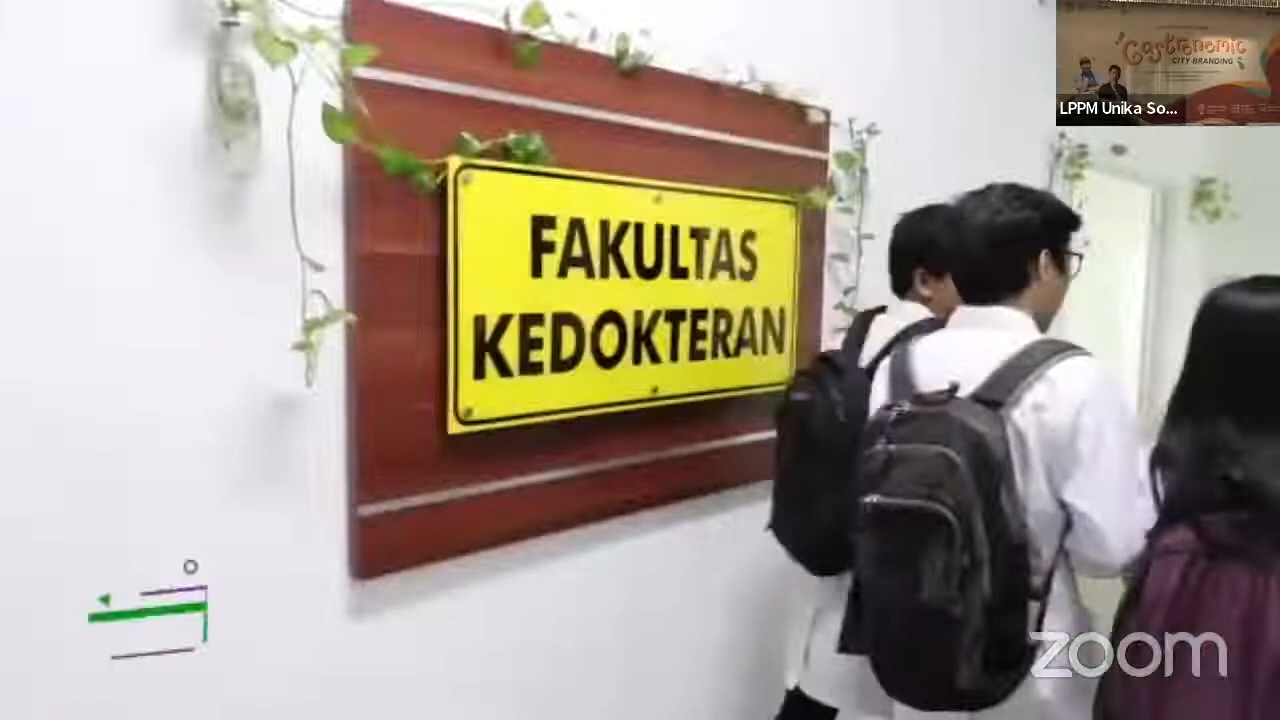 Gastronomic
CITY BRANDING
LPPM Unika So...
FAKULTAS
KEDOKTERAN
zoom